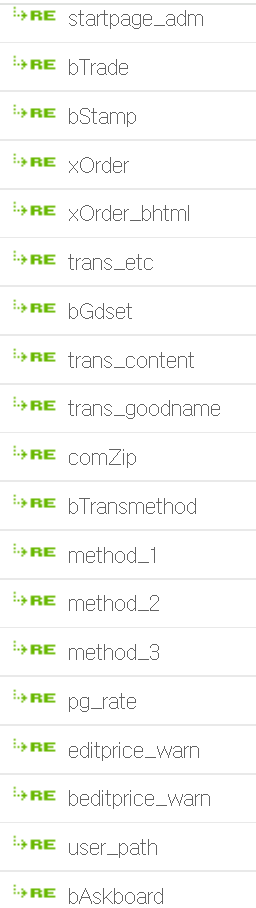 RE startpage_adm
RE bTrade
RE bStamp
RE xOrder
RE xOrder_bhtml
RE trans_etc
RE bGdset
RE trans_content
RE trans_goodname
RE comZip
RE bTransmethod
RE method_1
RE method_2
RE method_3
RE pg_rate
RE editprice_warn
RE beditprice_warn
RE user_path
RE bAskboard